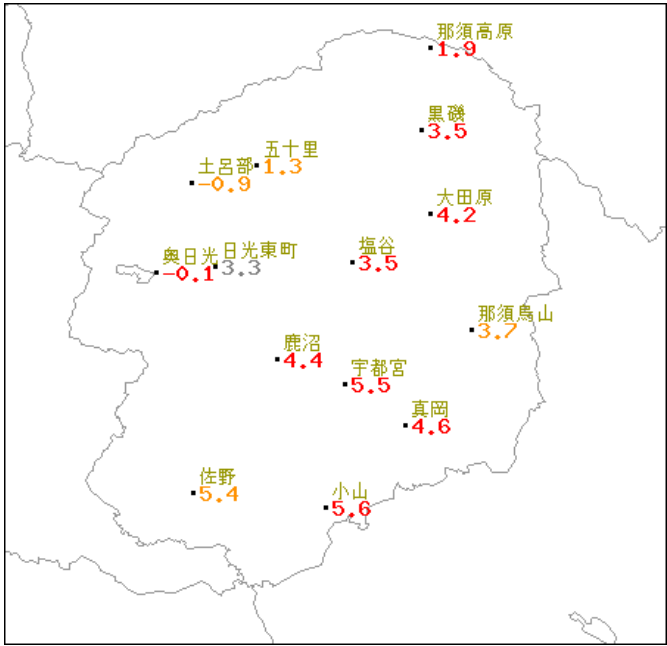 那須高原
1.9
黒磯
3.5
五十里
1.3
土呂部
-0.9
大田原
4.2
塩谷
3.5
日光東町
3.3
奥日光
-0.1
那須烏山
3.7
鹿沼
4.4
宇都宮
5.5
真岡
4.6
佐野
5.4
小山
5.6